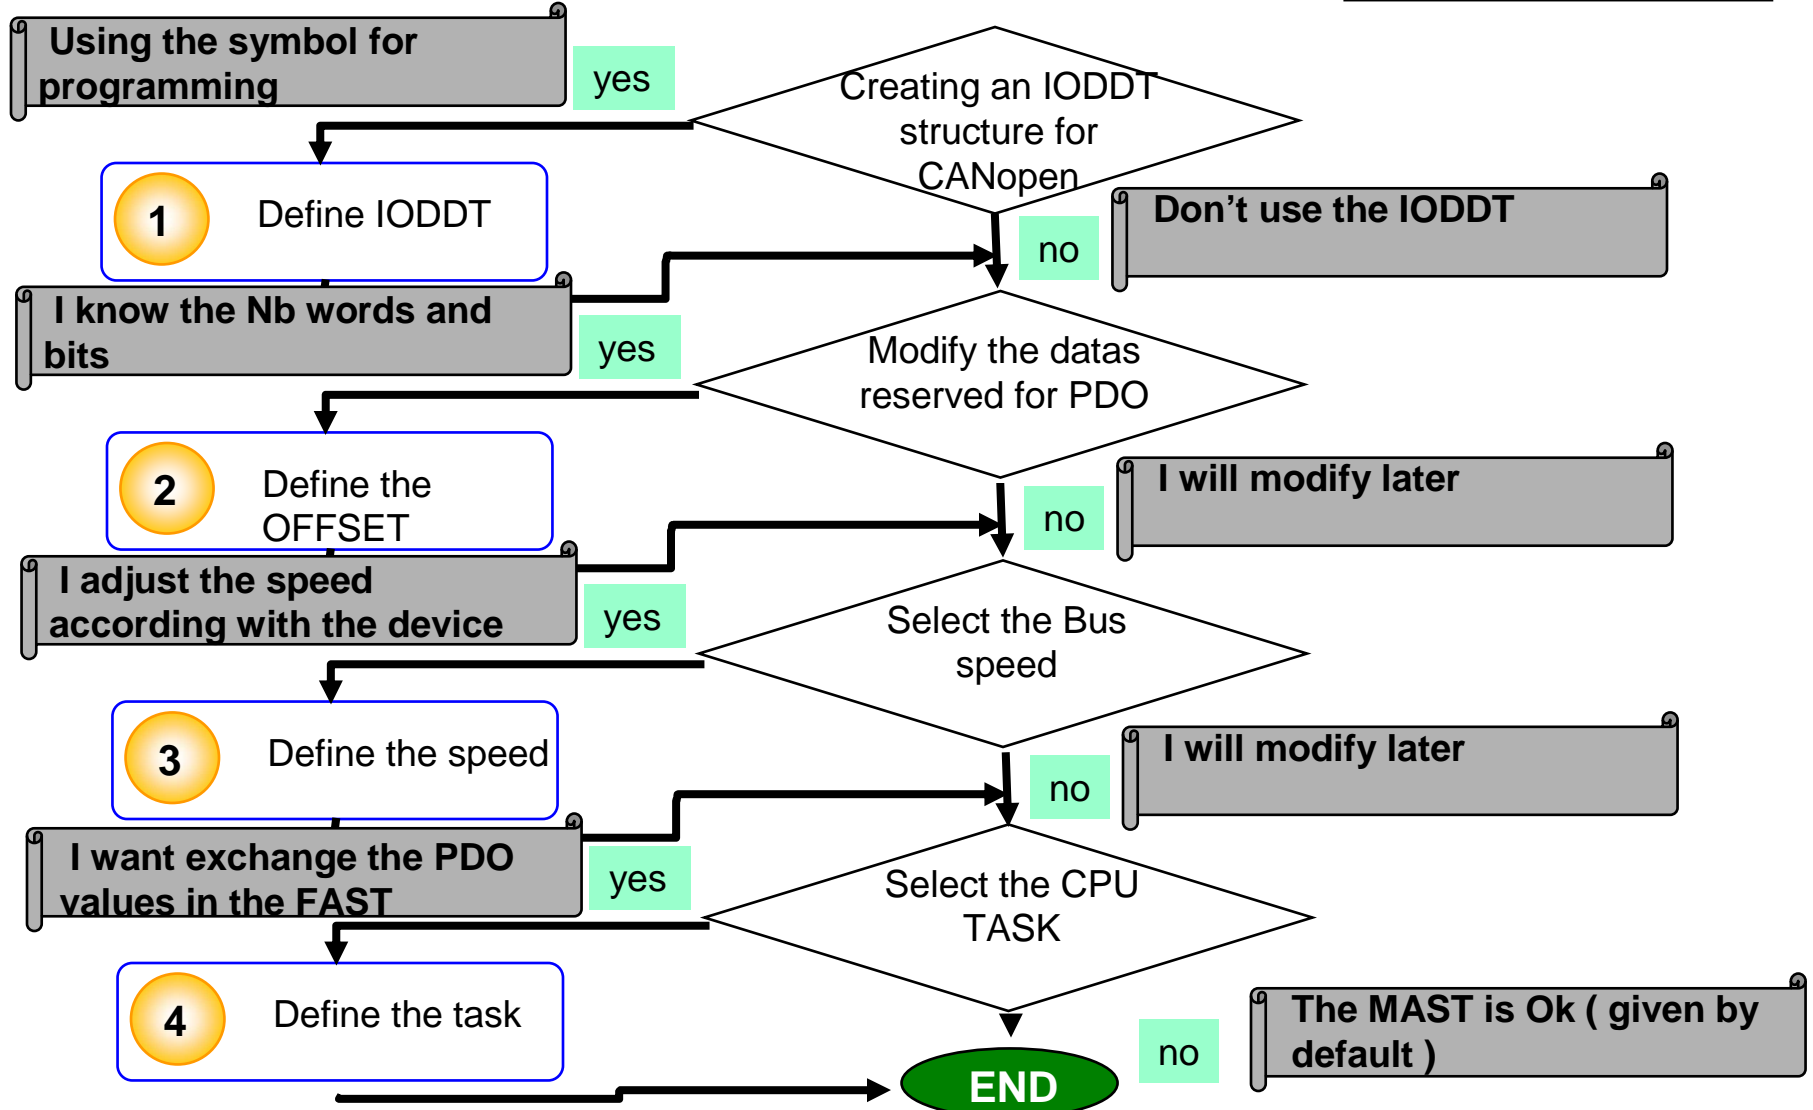 Using the symbol for
programming
yes
Creating an IODDT
structure for
CANopen
1
Define IODDT
no
Don’t use the IODDT
I know the Nb words and
bits
yes
Modify the datas
reserved for PDO
2
Define the
OFFSET
no
I will modify later
I adjust the speed
according with the device
yes
Select the Bus
speed
3
Define the speed
no
I will modify later
I want exchange the PDO
values in the FAST
yes
Select the CPU
TASK
4
Define the task
no
The MAST is Ok ( given by
default )
END